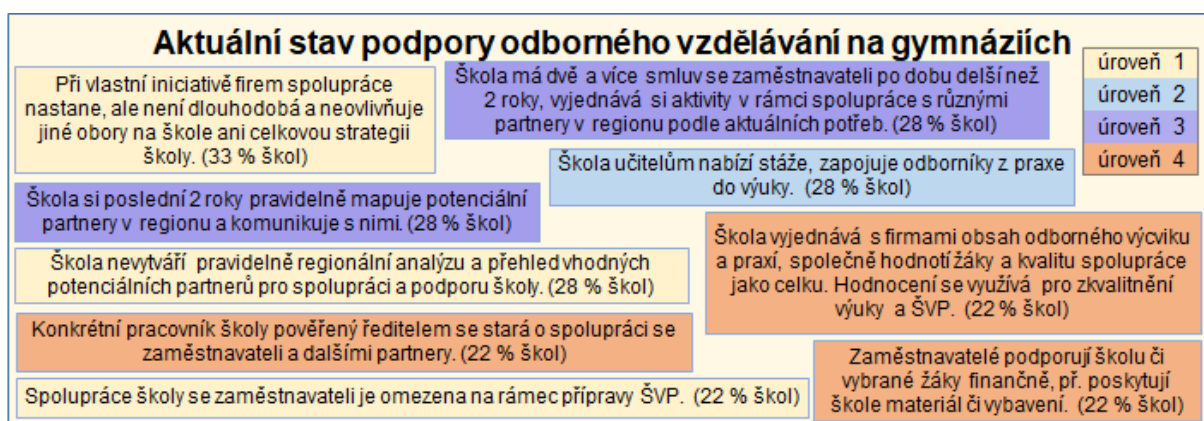 Aktuální stav podpory odborného vzdělávání na gymnáziích
úroveň 1
úroveň 2
úroveň 3
úroveň 4
Při vlastní iniciativě firem spolupráce
nastane, ale není dlouhodobá a neovlivňuje
jiné obory na škole ani celkovou strategii
školy. (33 % škol)
Škola má dvě a více smluv se zaměstnavateli po dobu delší než
2 roky, vyjednává si aktivity v rámci spolupráce s různými
partnery v regionu podle aktuálních potřeb. (28 % škol)
Škola učitelům nabízí stáže, zapojuje odborníky z praxe
do výuky. (28 % škol)
Škola si poslední 2 roky pravidelně mapuje potenciální
partnery v regionu a komunikuje s nimi. (28 % škol)
Škola vyjednává s firmami obsah odborného výcviku
a praxí, společně hodnotí žáky a kvalitu spolupráce
jako celku. Hodnocení se využívá pro zkvalitnění
výuky a ŠVP. (22 % škol)
Škola nevytváří pravidelně regionální analýzu a přehled vhodných
potenciálních partnerů pro spolupráci a podporu školy. (28 % škol)
Konkrétní pracovník školy pověřený ředitelem se stará o spolupráci se
zaměstnavateli a dalšími partnery. (22 % škol)
Zaměstnavatelé podporují školu či
vybrané žáky finančně, př. poskytují
škole materiál či vybavení. (22 % škol)
Spolupráce školy se zaměstnavateli je omezena na rámec přípravy ŠVP. (22 % škol)